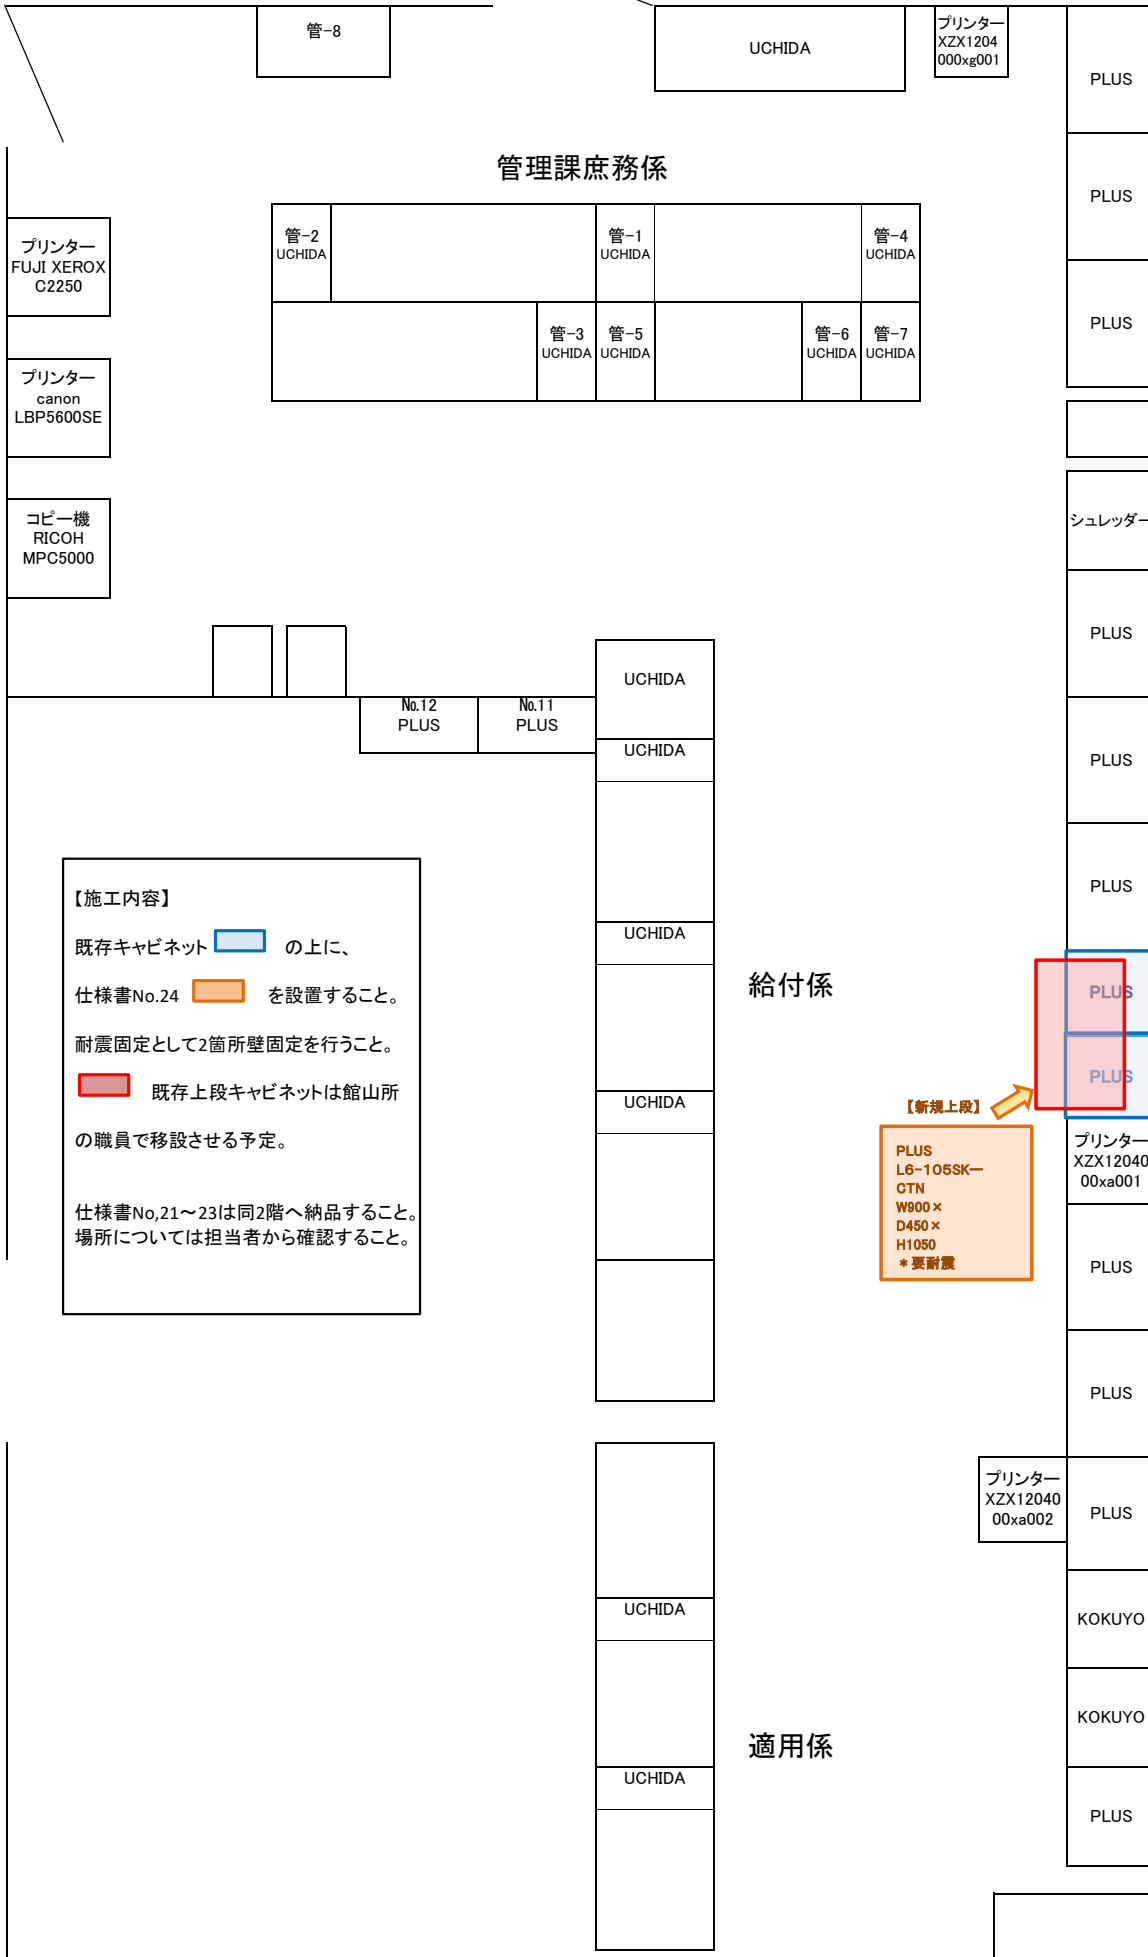 管-8
UCHIDA
プリンター
XZX1204
000xg001
PLUS
管理課庶務係
PLUS
管-2
UCHIDA
管-1
UCHIDA
管-4
UCHIDA
プリンター
FUJI XEROX
C2250
管-3
UCHIDA
管-5
UCHIDA
管-6
UCHIDA
管-7
UCHIDA
PLUS
プリンター
canon
LBP5600SE
コピー機
RICOH
MPC5000
シュレッダー
PLUS
UCHIDA
№12
PLUS
№11
PLUS
UCHIDA
PLUS
PLUS
【施工内容】
既存キャビネット の上に、
仕様書No.24 を設置すること。
耐震固定として2箇所壁固定を行うこと。
既存上段キャビネットは館山所
の職員で移設させる予定。
仕様書No,21~23は同2階へ納品すること。
場所については担当者から確認すること。
UCHIDA
給付係
PLUS
PLUS
UCHIDA
【新規上段】
PLUS
L6-105SK-
CTN
W900×
D450×
H1050
*要耐震
プリンター
XZX12040
00xa001
PLUS
PLUS
プリンター
XZX12040
00xa002
PLUS
UCHIDA
KOKUYO
KOKUYO
適用係
UCHIDA
PLUS